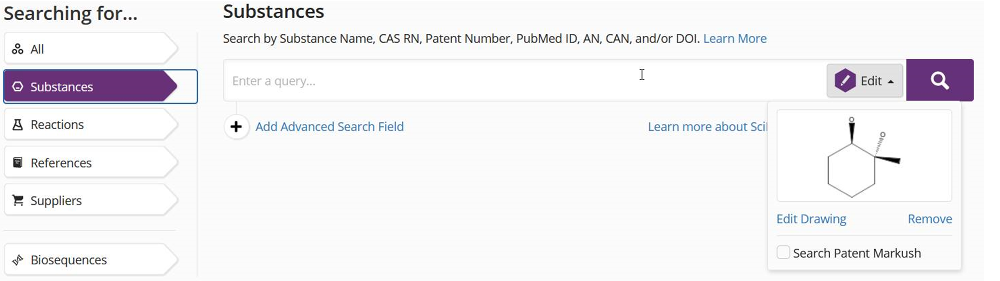 Searching for...
All
Substances
Reactions
References
Suppliers
Biosequences
Substances
Search by Substance Name, CAS RN, Patent Number, PubMed ID, AN, CAN, and/or DOI. Learn More
Enter a query...
Edit
Add Advanced Search Field
Learn more about Sci
O
O
Edit Drawing
Remove
Search Patent Markush